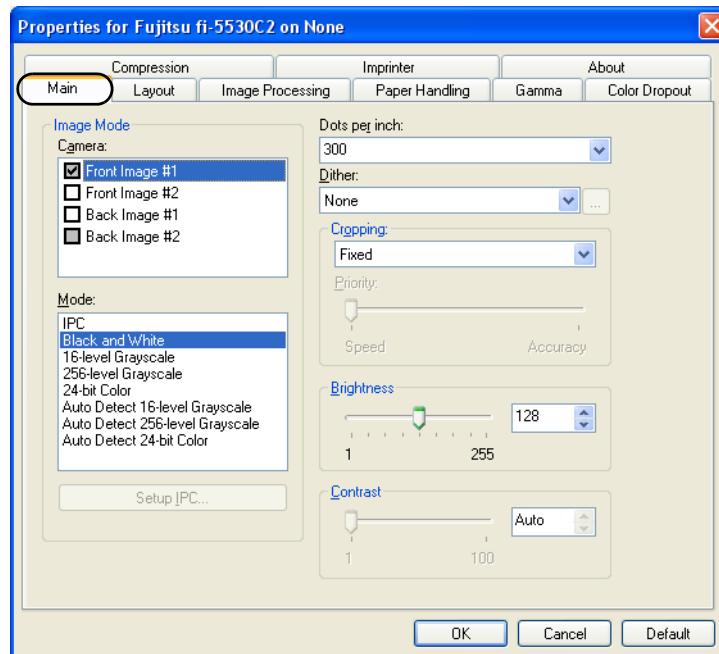 Properties for Fujitsu fi-5530C2 on None
Compression Imprinter About
Main Layout Image Processing Paper Handling Gamma Color Dropout
Image Mode
Camera:
Front Image #1
Front Image #2
Back Image #1
Back Image #2
Mode:
IPC
Black and White
16-level Grayscale
256-level Grayscale
24-bit Color
Auto Detect 16-level Grayscale
Auto Detect 256-level Grayscale
Auto Detect 24-bit Color
Setup IPC...
Dots per inch:
300
Dither:
None ...
Cropping:
Fixed
Priority:
Speed Accuracy
Brightness
128
1 255
Contrast
Auto
1 100
OK Cancel Default